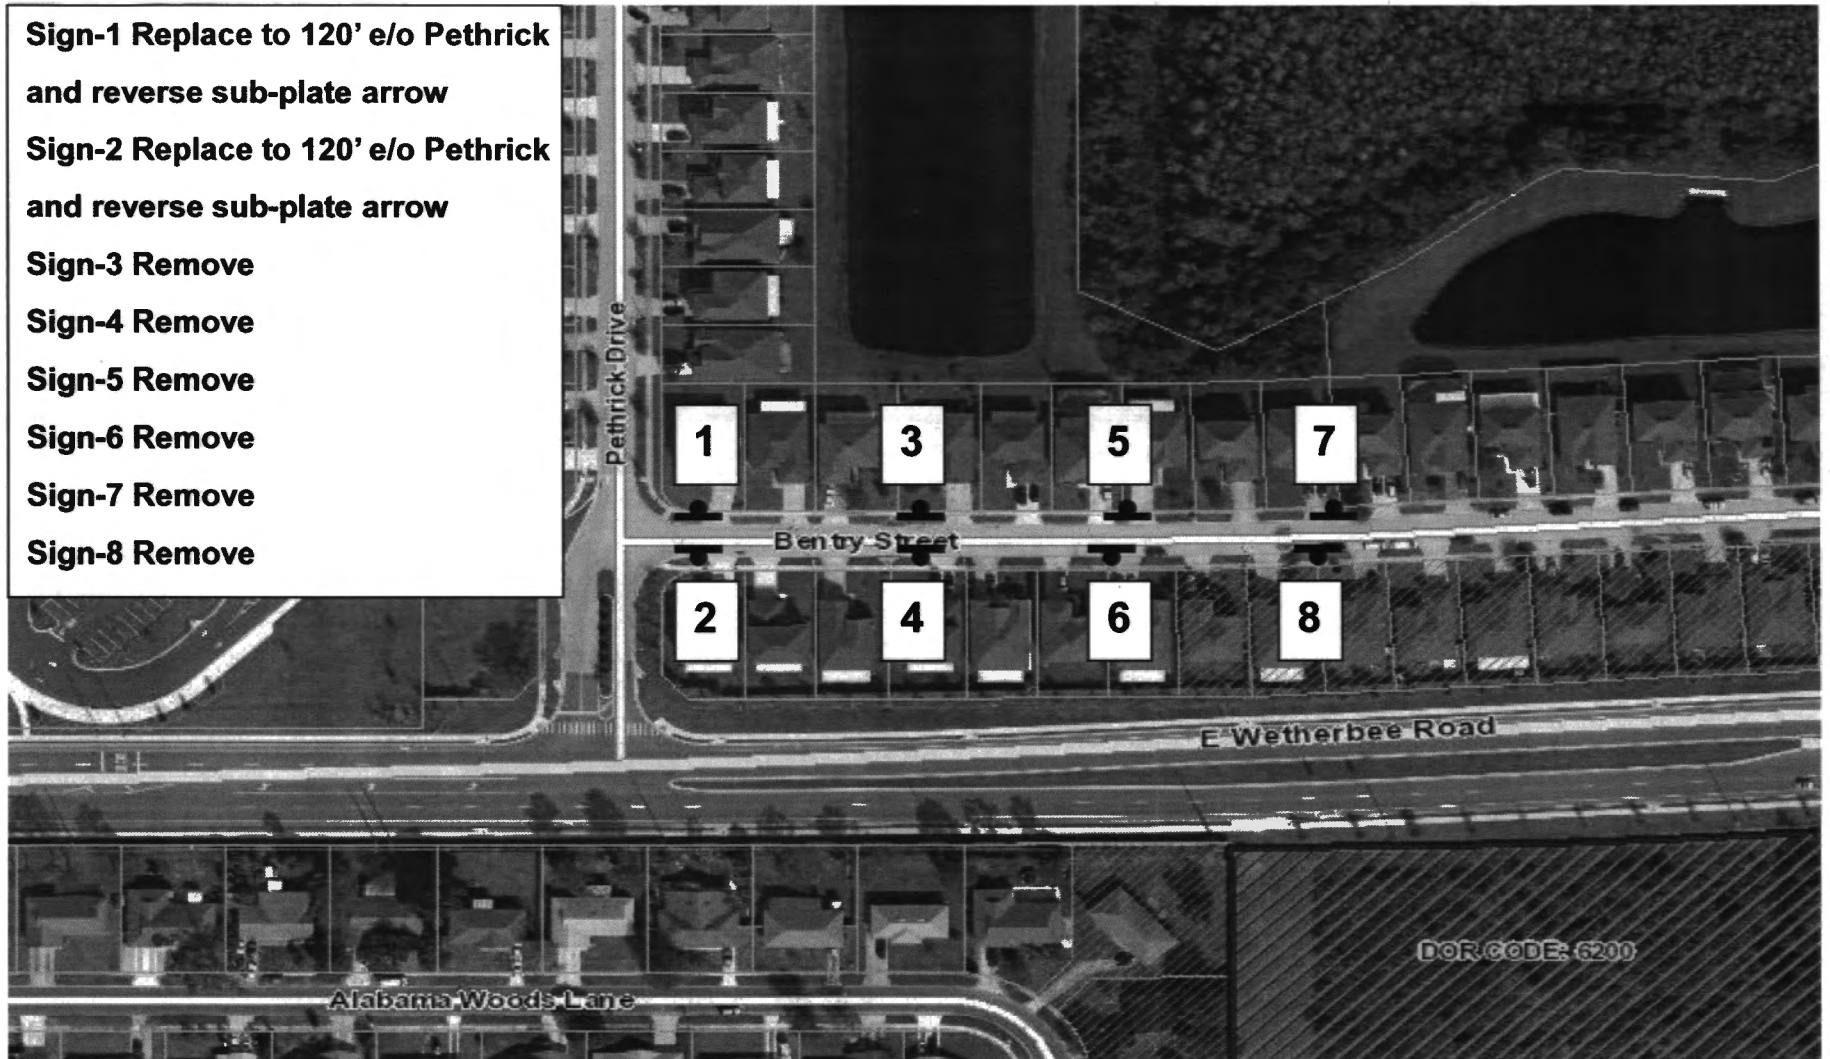 Sign-1 Replace to 120' e/o Pethrick
and reverse sub-plate arrow
Sign-2 Replace to 120' e/o Pethrick
and reverse sub-plate arrow
Sign-3 Remove
Sign-4 Remove
Sign-5 Remove
Sign-6 Remove
Sign-7 Remove
Sign-8 Remove
Pethrick Drive
1 3 5 7
Bentry Street
2 4 6 8
E Wetherbee Road
DOR CODE: 6200
Alabama Woods Lane